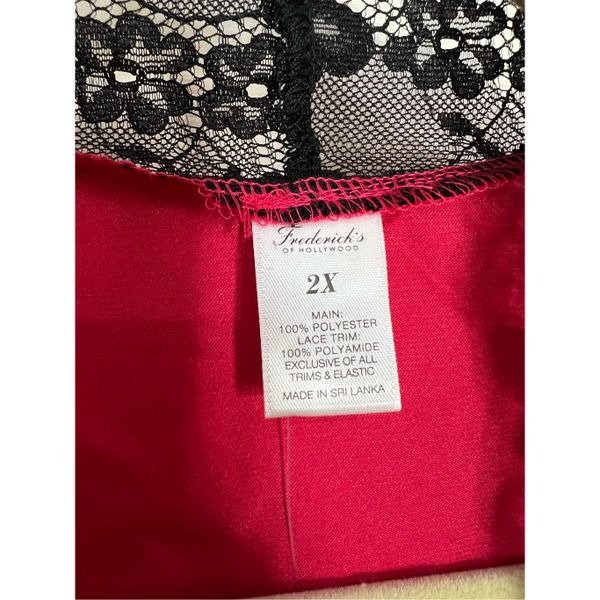 Frederick's
OF HOLLYWOOD
2X
MAIN:
100% POLYESTER
LACE TRIM:
100% POLYAMIDE
EXCLUSIVE OF ALL
TRIMS & ELASTIC
MADE IN SRI LANKA